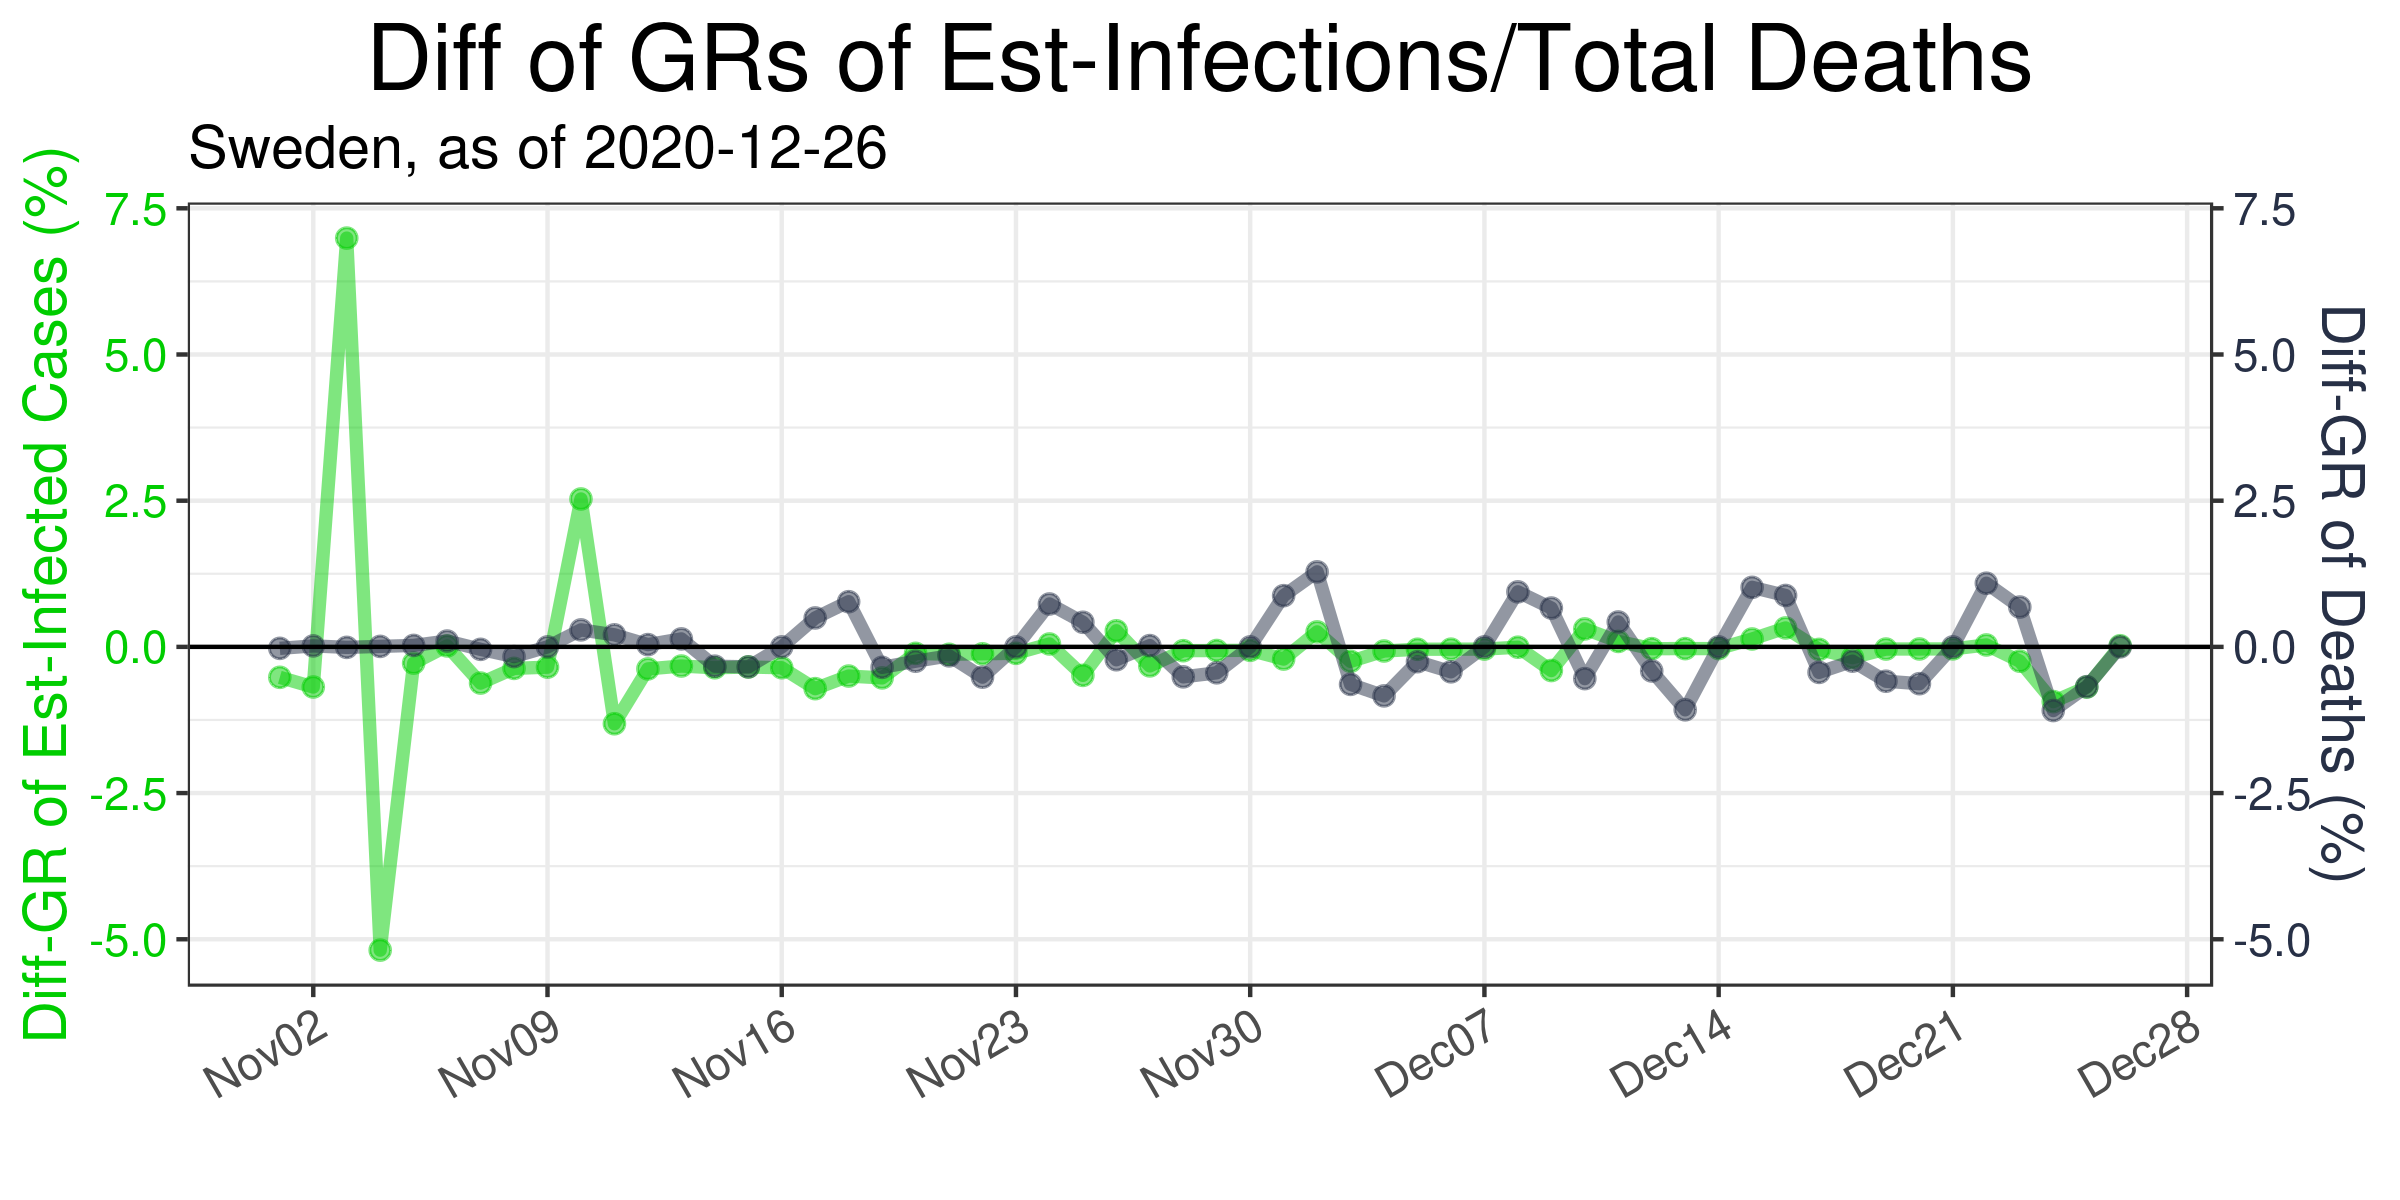 Diff of GRs of Est-Infections/Total Deaths
Sweden, as of 2020-12-26
Diff-GR of Est-Infected Cases (%)
7.5
5.0
2.5
0.0
-2.5
-5.0
7.5
5.0
2.5
0.0
-2.5
-5.0
Diff-GR of Deaths (%)
Nov02
Nov09
Nov16
Nov23
Nov30
Dec07
Dec14
Dec21
Dec28